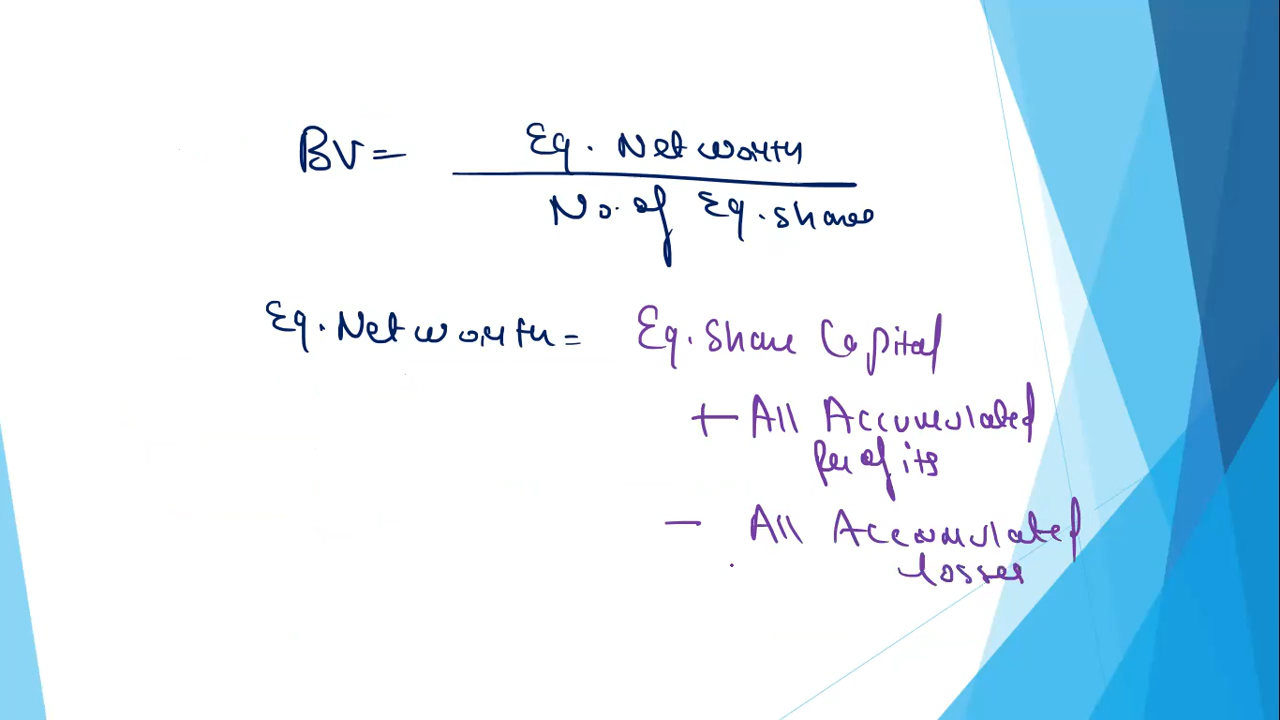 BV = Eq. Net worth
No. of Eq. shares
Eq. Net worth = Eq. Share Capital
+ All Accumulated
Profits
- All Accumulated
losses